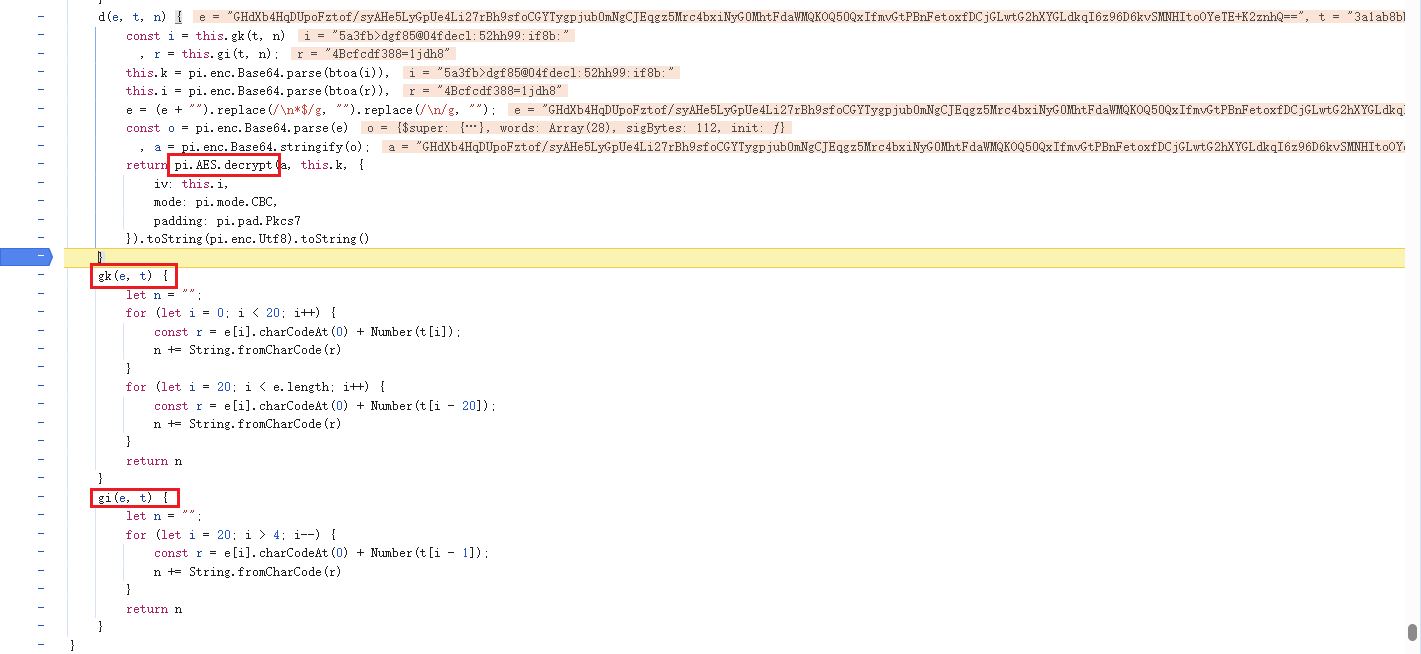 d(e, t, n) { e = "GHdXb4HqDUpoFztof/syAHe5LyGpUe4Li27rBh9sfoCGYTygpjub0mNgCJEqgz5Mrc4bxiNyG0MhtFdaWMQKOQ5OQxIfmvGtPBnFetoxfDCjGLwtG2hXYGLdkqI6z96D6kvSMNHItoOYeTE+K2znhQ==", t = "3a1ab8b
const i = this.gk(t, n) i = "5a3fb>dgf85@04fdecl:52hh99:if8b:"
, r = this.gi(t, n); r = "4Bcfcdf388=1jdh8"
this.k = pi.enc.Base64.parse(btoa(i)), i = "5a3fb>dgf85@04fdecl:52hh99:if8b:"
this.i = pi.enc.Base64.parse(btoa(r)), r = "4Bcfcdf388=1jdh8"
e = (e + "").replace(/\n*$/g, "").replace(/\n/g, ""); e = "GHdXb4HqDUpoFztof/syAHe5LyGpUe4Li27rBh9sfoCGYTygpjub0mNgCJEqgz5Mrc4bxiNyG0MhtFdaWMQKOQ5OQxIfmvGtPBnFetoxfDCjGLwtG2hXYGLdkq
const o = pi.enc.Base64.parse(e) o = {$super: {…}, words: Array(28), sigBytes: 112, init: ƒ}
, a = pi.enc.Base64.stringify(o); a = "GHdXb4HqDUpoFztof/syAHe5LyGpUe4Li27rBh9sfoCGYTygpjub0mNgCJEqgz5Mrc4bxiNyG0MhtFdaWMQKOQ5OQxIfmvGtPBnFetoxfDCjGLwtG2hXYGLdkqI6z96D6kvSMNHItoOY
return pi.AES.decrypt(a, this.k, {
iv: this.i,
mode: pi.mode.CBC,
padding: pi.pad.Pkcs7
}).toString(pi.enc.Utf8).toString()
}
gk(e, t) {
let n = "";
for (let i = 0; i < 20; i++) {
const r = e[i].charCodeAt(0) + Number(t[i]);
n += String.fromCharCode(r)
}
for (let i = 20; i < e.length; i++) {
const r = e[i].charCodeAt(0) + Number(t[i - 20]);
n += String.fromCharCode(r)
}
return n
}
gi(e, t) {
let n = "";
for (let i = 20; i > 4; i--) {
const r = e[i].charCodeAt(0) + Number(t[i - 1]);
n += String.fromCharCode(r)
}
return n
}
}